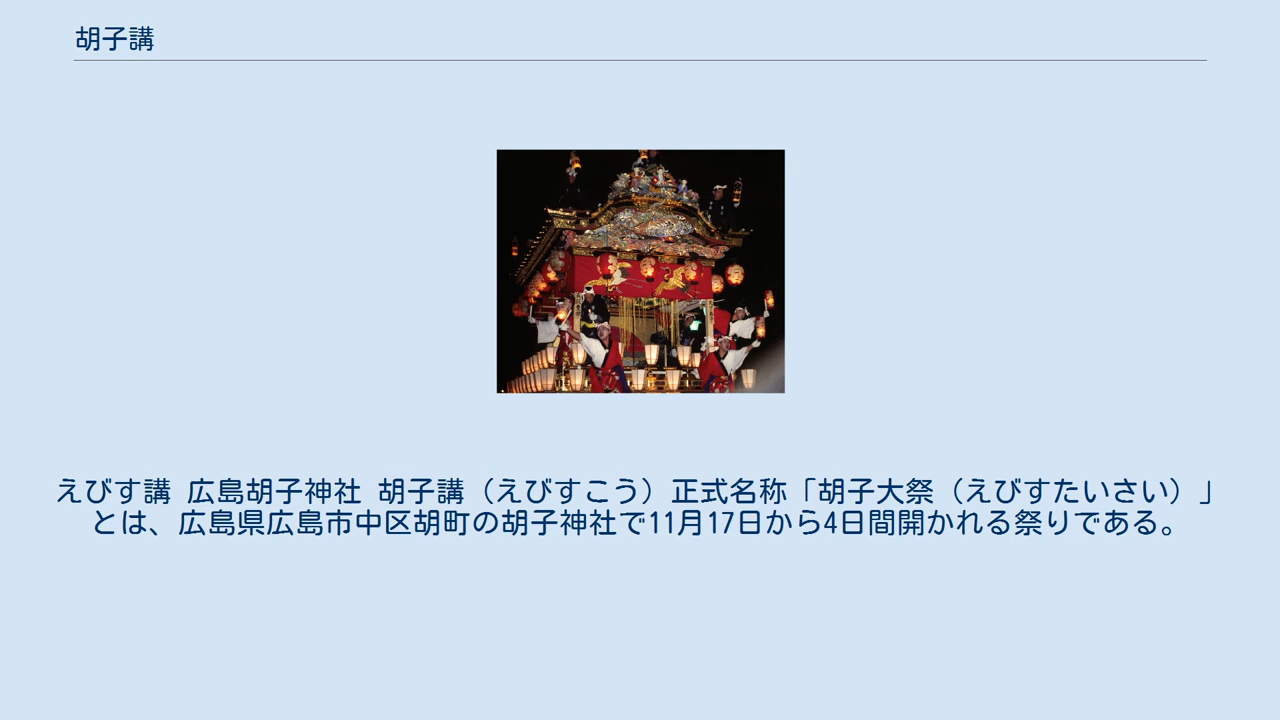 胡子講
えびす講 広島胡子神社 胡子講（えびすこう）正式名称「胡子大祭（えびすたいさい）」
とは、広島県広島市中区胡町の胡子神社で11月17日から4日間開かれる祭りである。